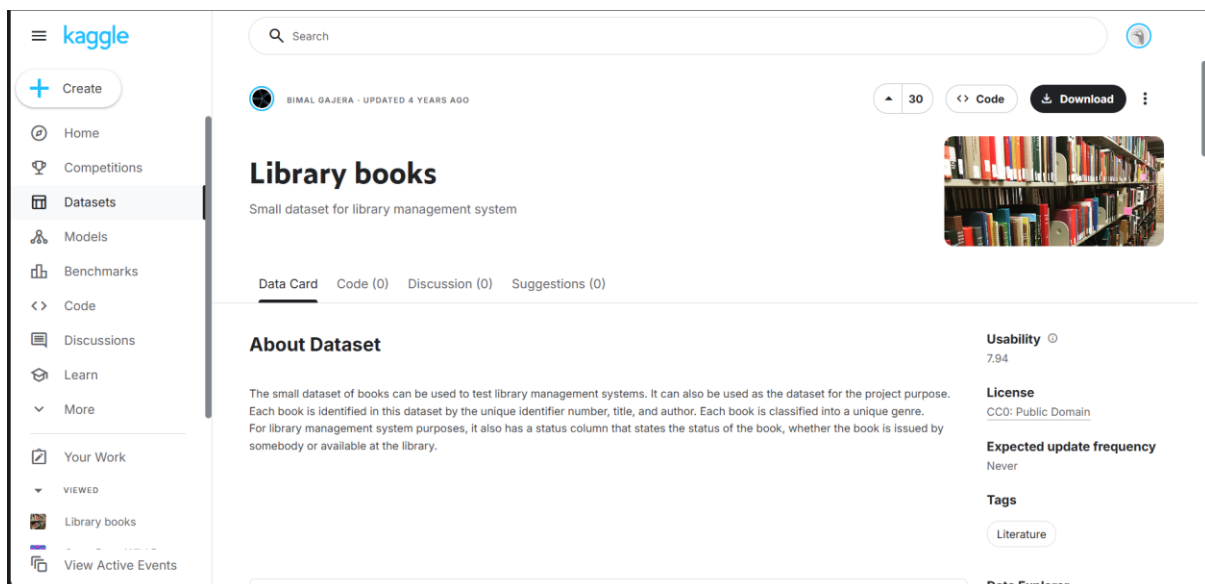 kaggle
Search
Create
BIMAL GAJERA · UPDATED 4 YEARS AGO
30
Code
Download
Home
Competitions
Datasets
Models
Benchmarks
Code
Discussions
Learn
More
Your Work
VIEWED
Library books
View Active Events
Library books
Small dataset for library management system
Data Card Code (0) Discussion (0) Suggestions (0)
About Dataset
The small dataset of books can be used to test library management systems. It can also be used as the dataset for the project purpose.
Each book is identified in this dataset by the unique identifier number, title, and author. Each book is classified into a unique genre.
For library management system purposes, it also has a status column that states the status of the book, whether the book is issued by
somebody or available at the library.
Usability
7.94
License
CC0: Public Domain
Expected update frequency
Never
Tags
Literature